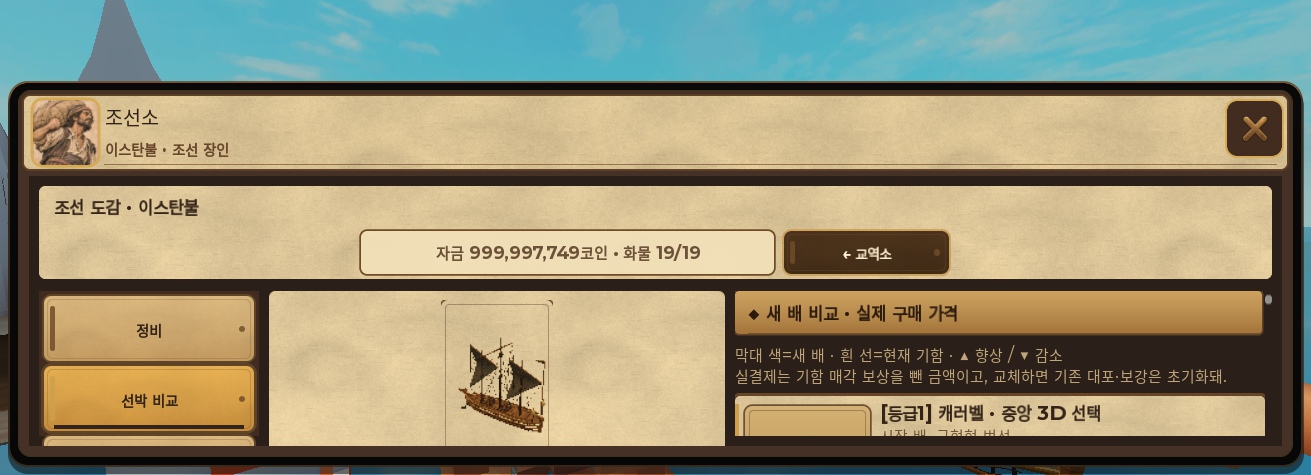 조선소
이스탄불 • 조선 장인
조선 도감 • 이스탄불
자금 999,997,749코인 • 화물 19/19
← 교역소
정비
선박 비교
◆ 새 배 비교 • 실제 구매 가격
막대 색=새 배 · 흰 선=현재 기함 · ▲ 향상 / ▼ 감소
실결제는 기함 매각 보상을 뺀 금액이고, 교체하면 기존 대포·보강은 초기화돼.
[등급1] 캐러벨 • 중앙 3D 선택